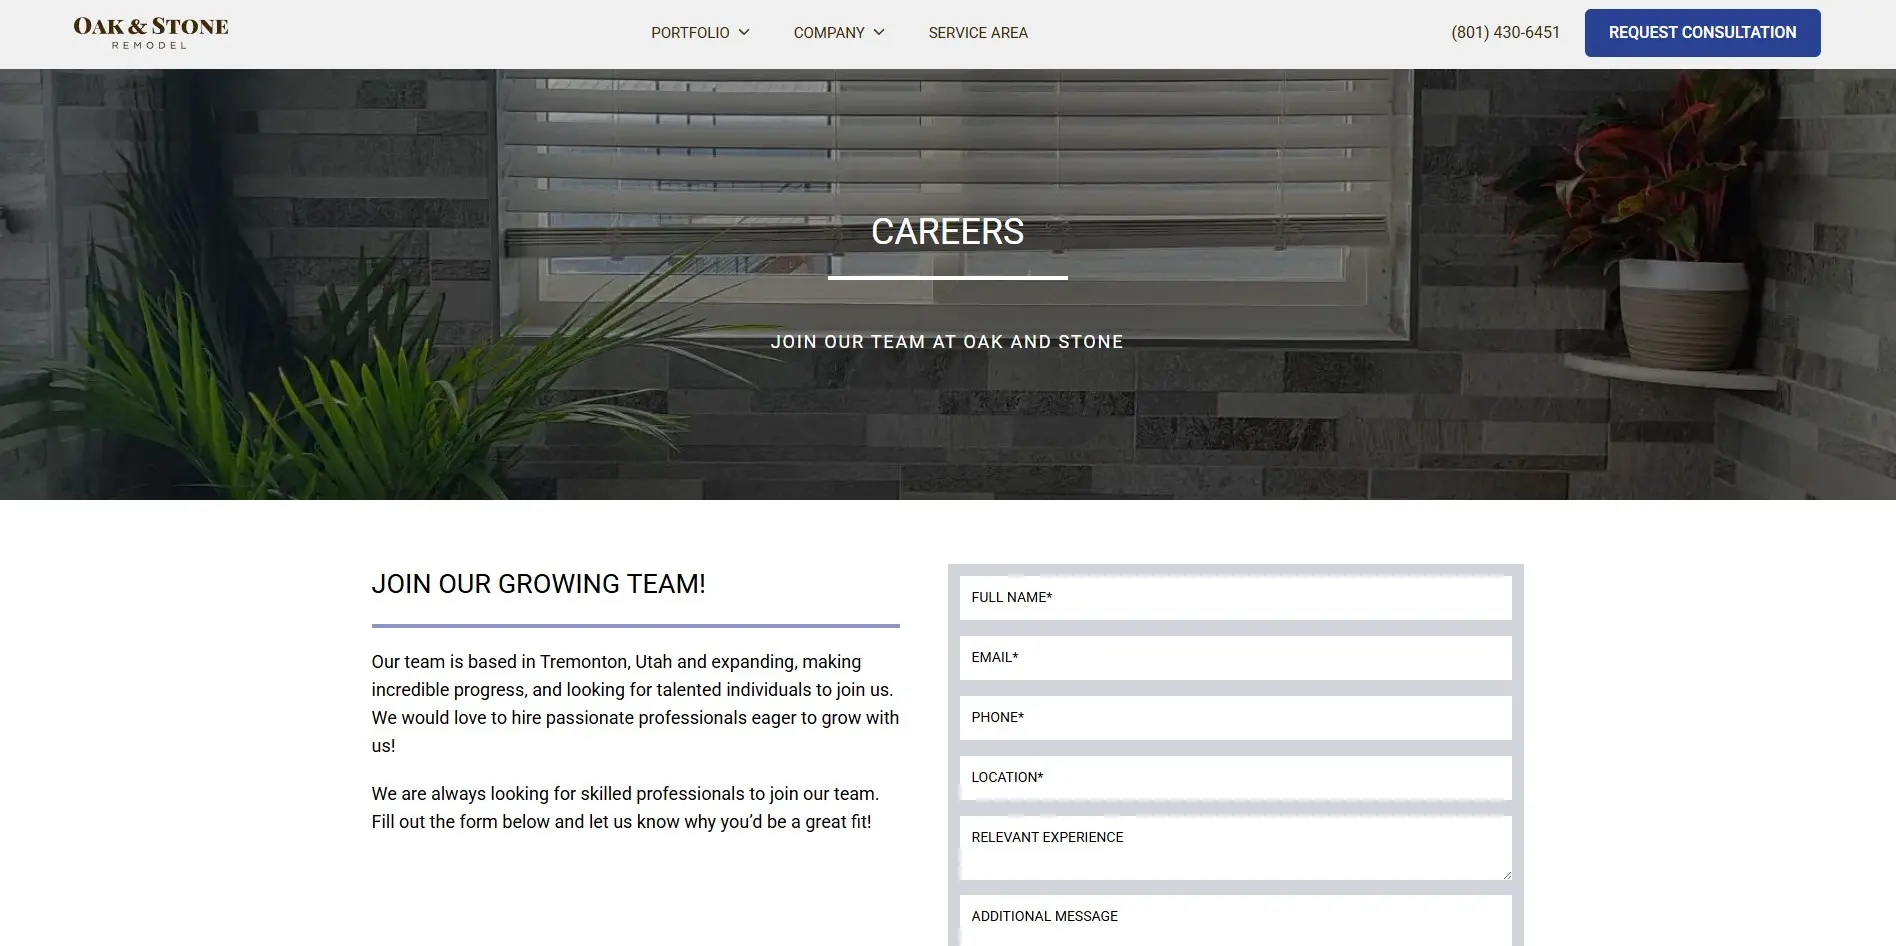 OAK & STONE
REMODEL
PORTFOLIO
COMPANY
SERVICE AREA
(801) 430-6451
REQUEST CONSULTATION
CAREERS
JOIN OUR TEAM AT OAK AND STONE
JOIN OUR GROWING TEAM!
Our team is based in Tremonton, Utah and expanding, making
incredible progress, and looking for talented individuals to join us.
We would love to hire passionate professionals eager to grow with
us!
We are always looking for skilled professionals to join our team.
Fill out the form below and let us know why you’d be a great fit!
FULL NAME*
EMAIL*
PHONE*
LOCATION*
RELEVANT EXPERIENCE
ADDITIONAL MESSAGE